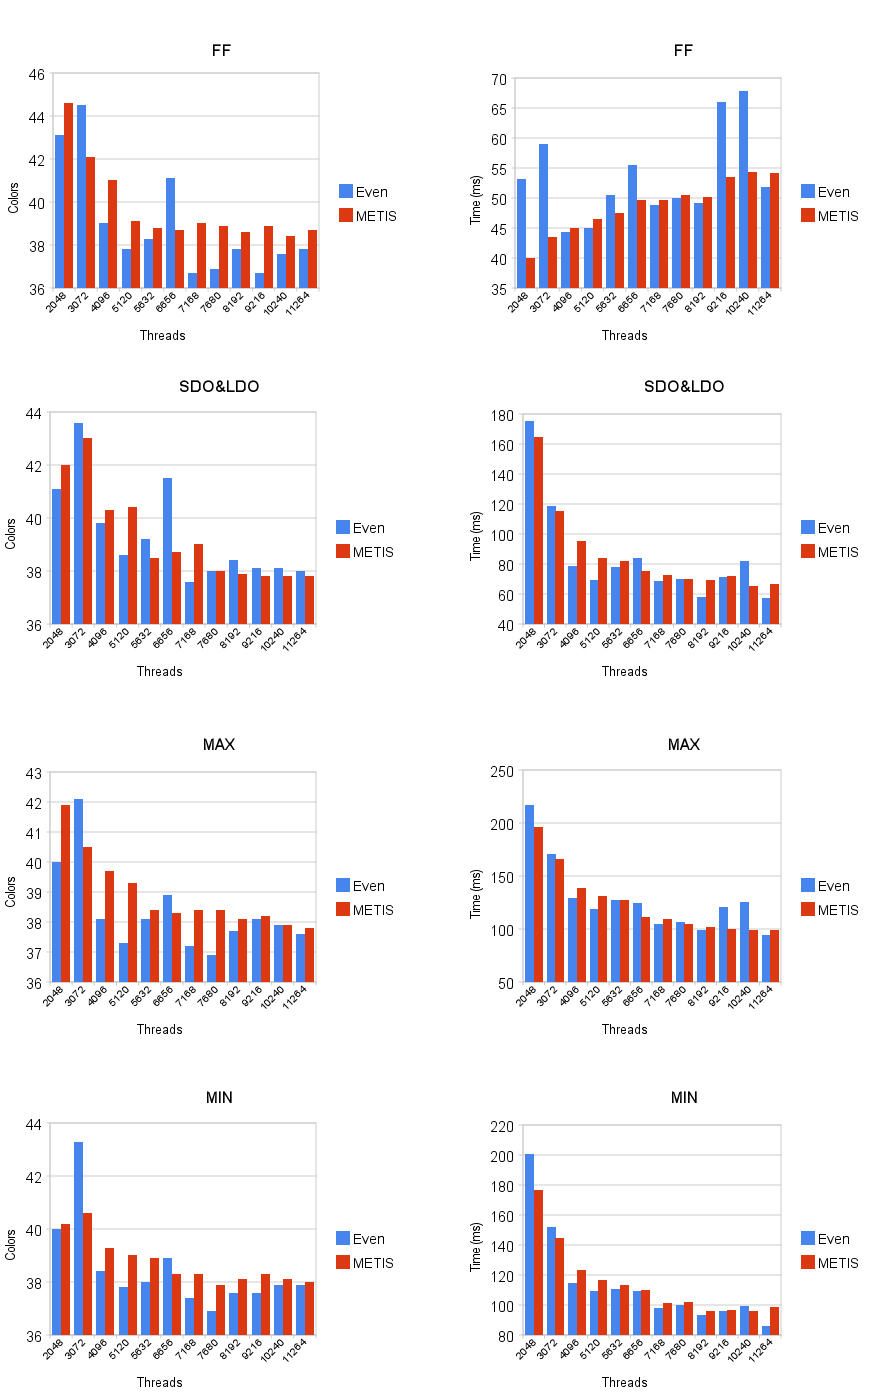 FF
46
44
42
40
38
36
Colors
2048 3072 4096 5120 5632 6656 7168 7680 8192 9216 10240 11264
Threads
Even
METIS
FF
70
65
60
55
50
45
40
35
Time (ms)
2048 3072 4096 5120 5632 6656 7168 7680 8192 9216 10240 11264
Threads
Even
METIS
SDO&LDO
44
42
40
38
36
Colors
2048 3072 4096 5120 5632 6656 7168 7680 8192 9216 10240 11264
Threads
Even
METIS
SDO&LDO
180
160
140
120
100
80
60
40
Time (ms)
2048 3072 4096 5120 5632 6656 7168 7680 8192 9216 10240 11264
Threads
Even
METIS
MAX
43
42
41
40
39
38
37
36
Colors
2048 3072 4096 5120 5632 6656 7168 7680 8192 9216 10240 11264
Threads
Even
METIS
MAX
250
200
150
100
50
Time (ms)
2048 3072 4096 5120 5632 6656 7168 7680 8192 9216 10240 11264
Threads
Even
METIS
MIN
44
42
40
38
36
Colors
2048 3072 4096 5120 5632 6656 7168 7680 8192 9216 10240 11264
Threads
Even
METIS
MIN
220
200
180
160
140
120
100
80
Time (ms)
2048 3072 4096 5120 5632 6656 7168 7680 8192 9216 10240 11264
Threads
Even
METIS